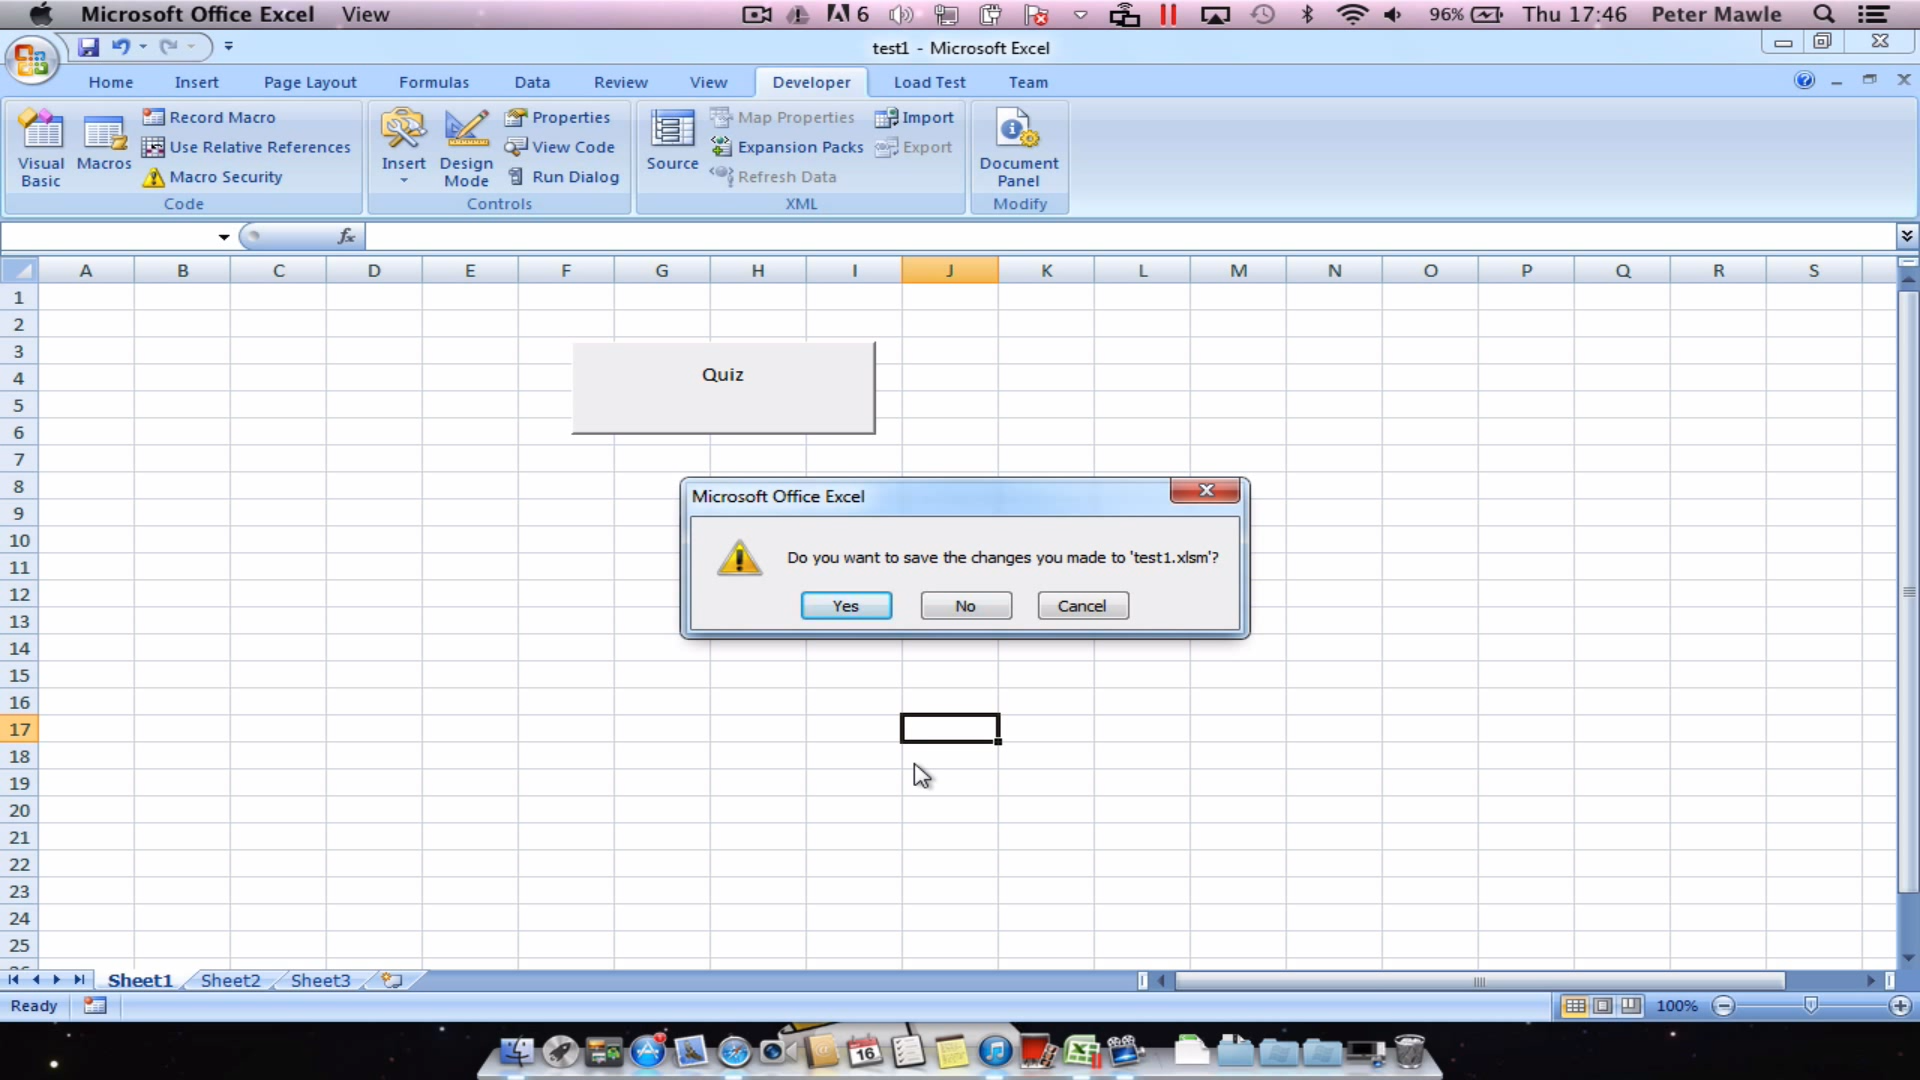 Microsoft Office Excel View 6 96% Thu 17:46 Peter Mawle
test1 - Microsoft Excel
Home Insert Page Layout Formulas Data Review View Developer Load Test Team
Visual Basic
Macros
Record Macro
Use Relative References
Macro Security
Code
Insert
Design Mode
Properties
View Code
Run Dialog
Controls
Source
Map Properties
Expansion Packs
Refresh Data
Import
Export
XML
Document Panel
Modify
fx
A B C D E F G H I J K L M N O P Q R S
1
2
3
4
5
6
7
8
9
10
11
12
13
14
15
16
17
18
19
20
21
22
23
24
25
Quiz
Microsoft Office Excel
Do you want to save the changes you made to 'test1.xlsm'?
Yes No Cancel
Sheet1 Sheet2 Sheet3
Ready 100%
16